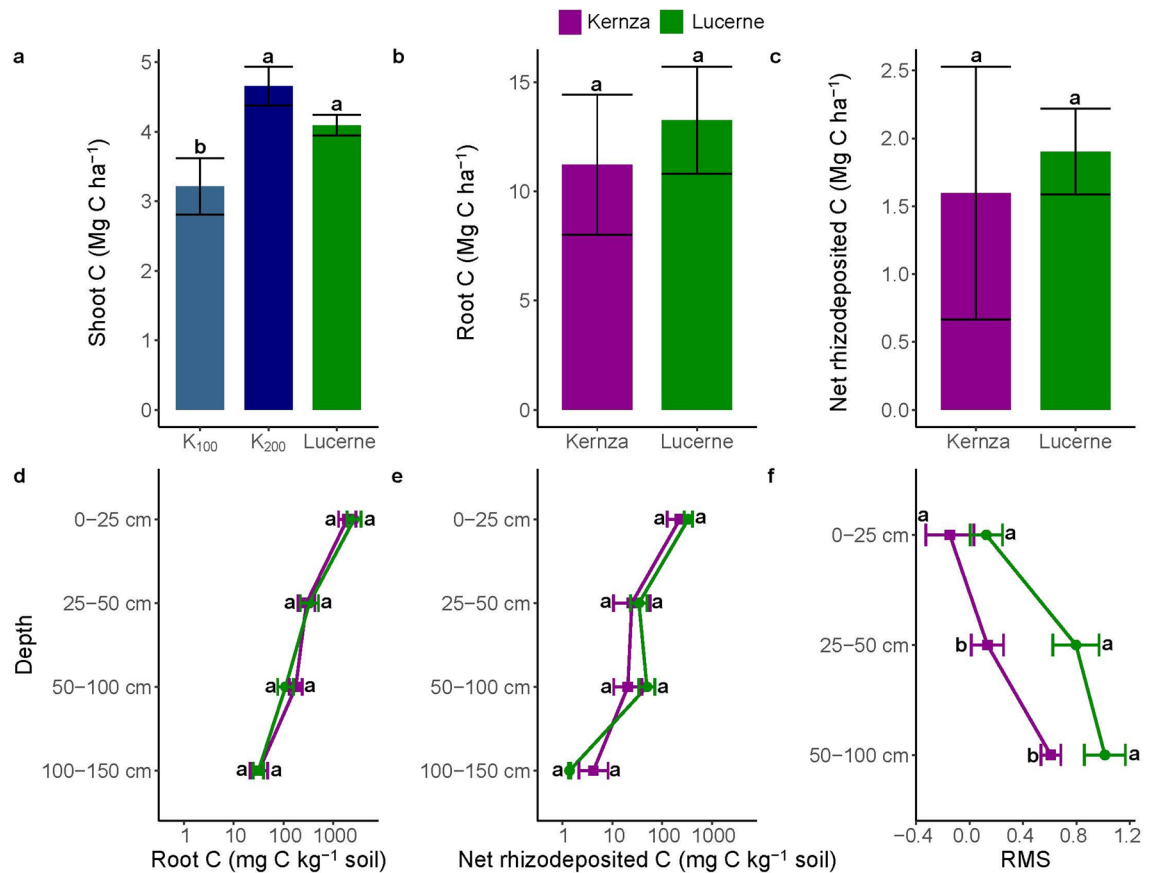 Kernza Lucerne
a
b
c
Shoot C (Mg C ha⁻¹)
5
4
3
2
1
0
b
a
a
K₁₀₀ K₂₀₀ Lucerne
Root C (Mg C ha⁻¹)
15
10
5
0
a
a
Kernza Lucerne
Net rhizodeposited C (Mg C ha⁻¹)
2.5
2.0
1.5
1.0
0.5
0.0
a
a
Kernza Lucerne
d
e
f
Depth
0−25 cm
a a
25−50 cm
a a
50−100 cm
a a
100−150 cm
a a
1 10 100 1000
Root C (mg C kg⁻¹ soil)
0−25 cm
a a
25−50 cm
a a
50−100 cm
a a
100−150 cm
a a
1 10 100 1000
Net rhizodeposited C (mg C kg⁻¹ soil)
0−25 cm
a a
25−50 cm
b a
50−100 cm
b a
−0.4 0.0 0.4 0.8 1.2
RMS